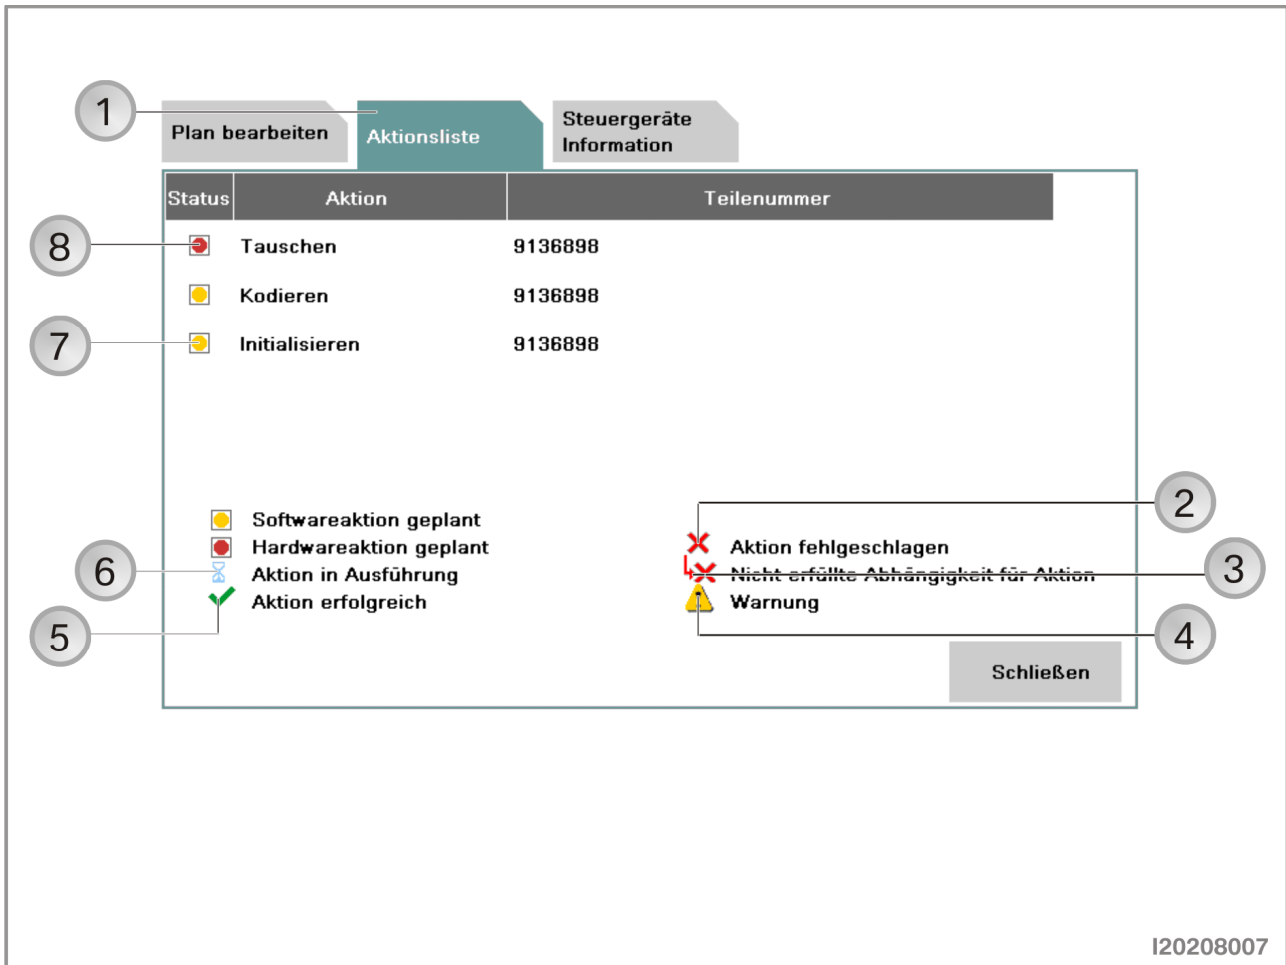 1
Plan bearbeiten
Aktionsliste
Steuergeräte
Information
Status Aktion Teilenummer
8 Tauschen 9136898
Kodieren 9136898
7 Initialisieren 9136898
2
Softwareaktion geplant
Hardwareaktion geplant
Aktion fehlgeschlagen
6 Aktion in Ausführung
Nicht erfüllte Abhängigkeit für Aktion 3
Aktion erfolgreich
Warnung
5
4
Schließen
I20208007